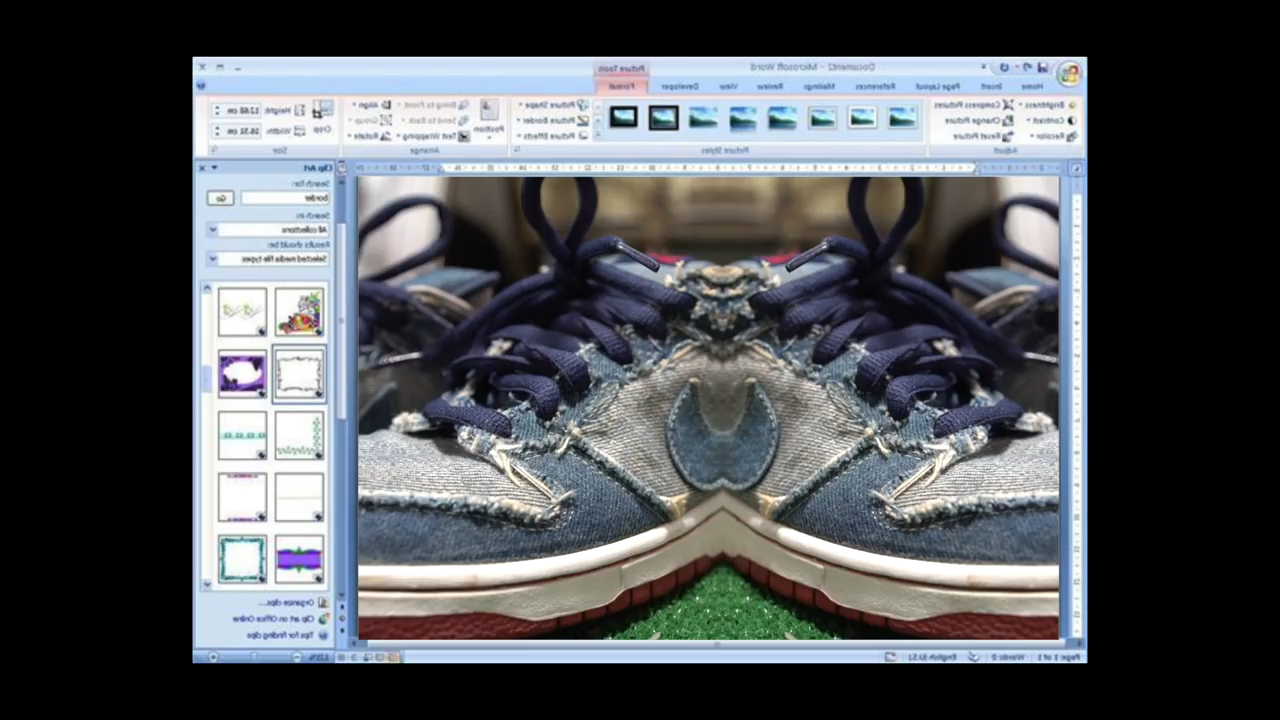 Document2 - Microsoft Word
Picture Tools
Home
Insert
Page Layout
References
Mailings
Review
View
Developer
Format
Brightness
Contrast
Recolor
Compress Pictures
Change Picture
Reset Picture
Adjust
Picture Styles
Picture Shape
Picture Border
Picture Effects
Position
Bring to Front
Send to Back
Text Wrapping
Align
Group
Rotate
Arrange
Crop
Height:
Width:
Size
Clip Art
Search for:
border
Go
Search in:
All collections
Results should be:
Selected media file types
Organize clips...
Clip art on Office Online
Tips for finding clips
Page: 1 of 1
Words: 0
English (U.S.)